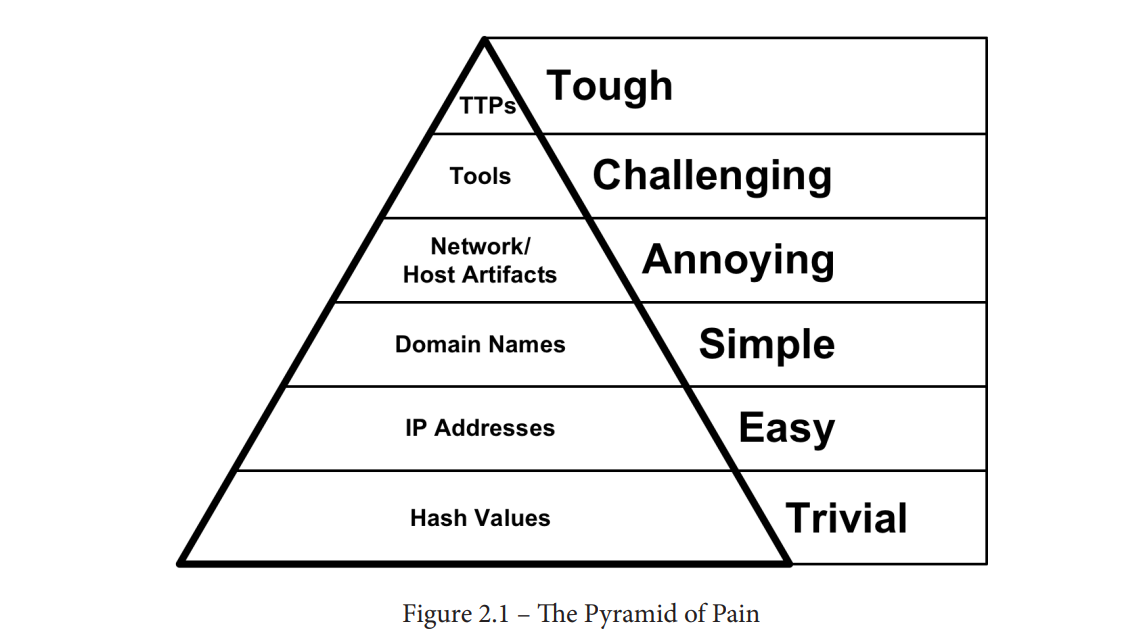 TTPs
Tough
Tools
Challenging
Network/
Host Artifacts
Annoying
Domain Names
Simple
IP Addresses
Easy
Hash Values
Trivial
Figure 2.1 – The Pyramid of Pain